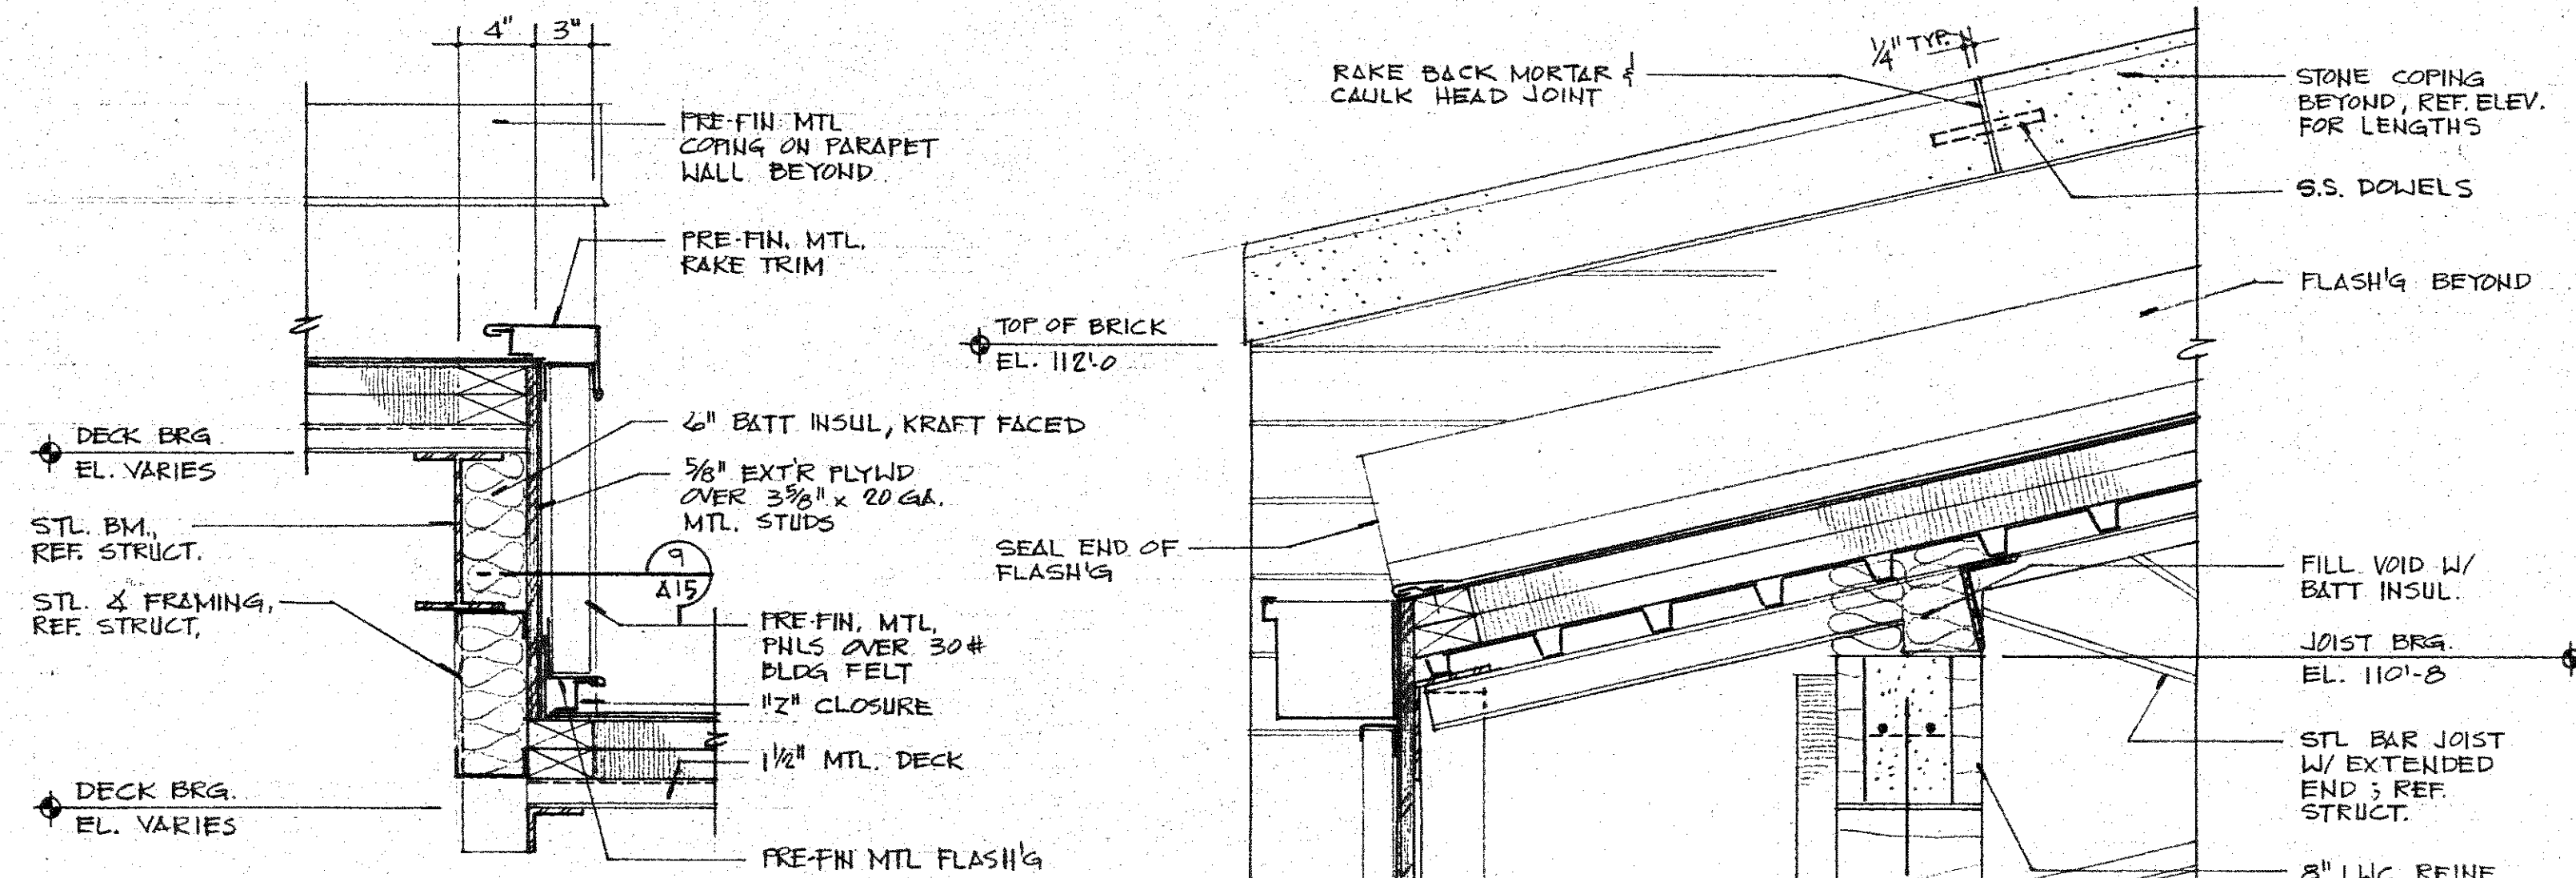 4" 3"
PRE-FIN MTL
COPING ON PARAPET
WALL BEYOND
PRE-FIN. MTL.
RAKE TRIM
DECK BRG.
EL. VARIES
6" BATT INSUL, KRAFT FACED
5/8" EXT'R PLYWD
OVER 3 5/8" x 20 GA.
MTL. STUDS
STL. BM.,
REF. STRUCT.
9
A15
STL. ∡ FRAMING,
REF. STRUCT.
PRE-FIN. MTL.
PNLS OVER 30#
BLDG FELT
"Z" CLOSURE
1 1/2" MTL. DECK
DECK BRG.
EL. VARIES
PRE-FIN MTL FLASH'G
RAKE BACK MORTAR &
CAULK HEAD JOINT
1/4" TYP.
STONE COPING
BEYOND, REF. ELEV.
FOR LENGTHS
S.S. DOWELS
FLASH'G BEYOND
TOP OF BRICK
EL. 112'-0
SEAL END OF
FLASH'G
FILL VOID W/
BATT INSUL.
JOIST BRG.
EL. 110'-8
STL BAR JOIST
W/ EXTENDED
END ; REF.
STRUCT.
8" LWC REINF